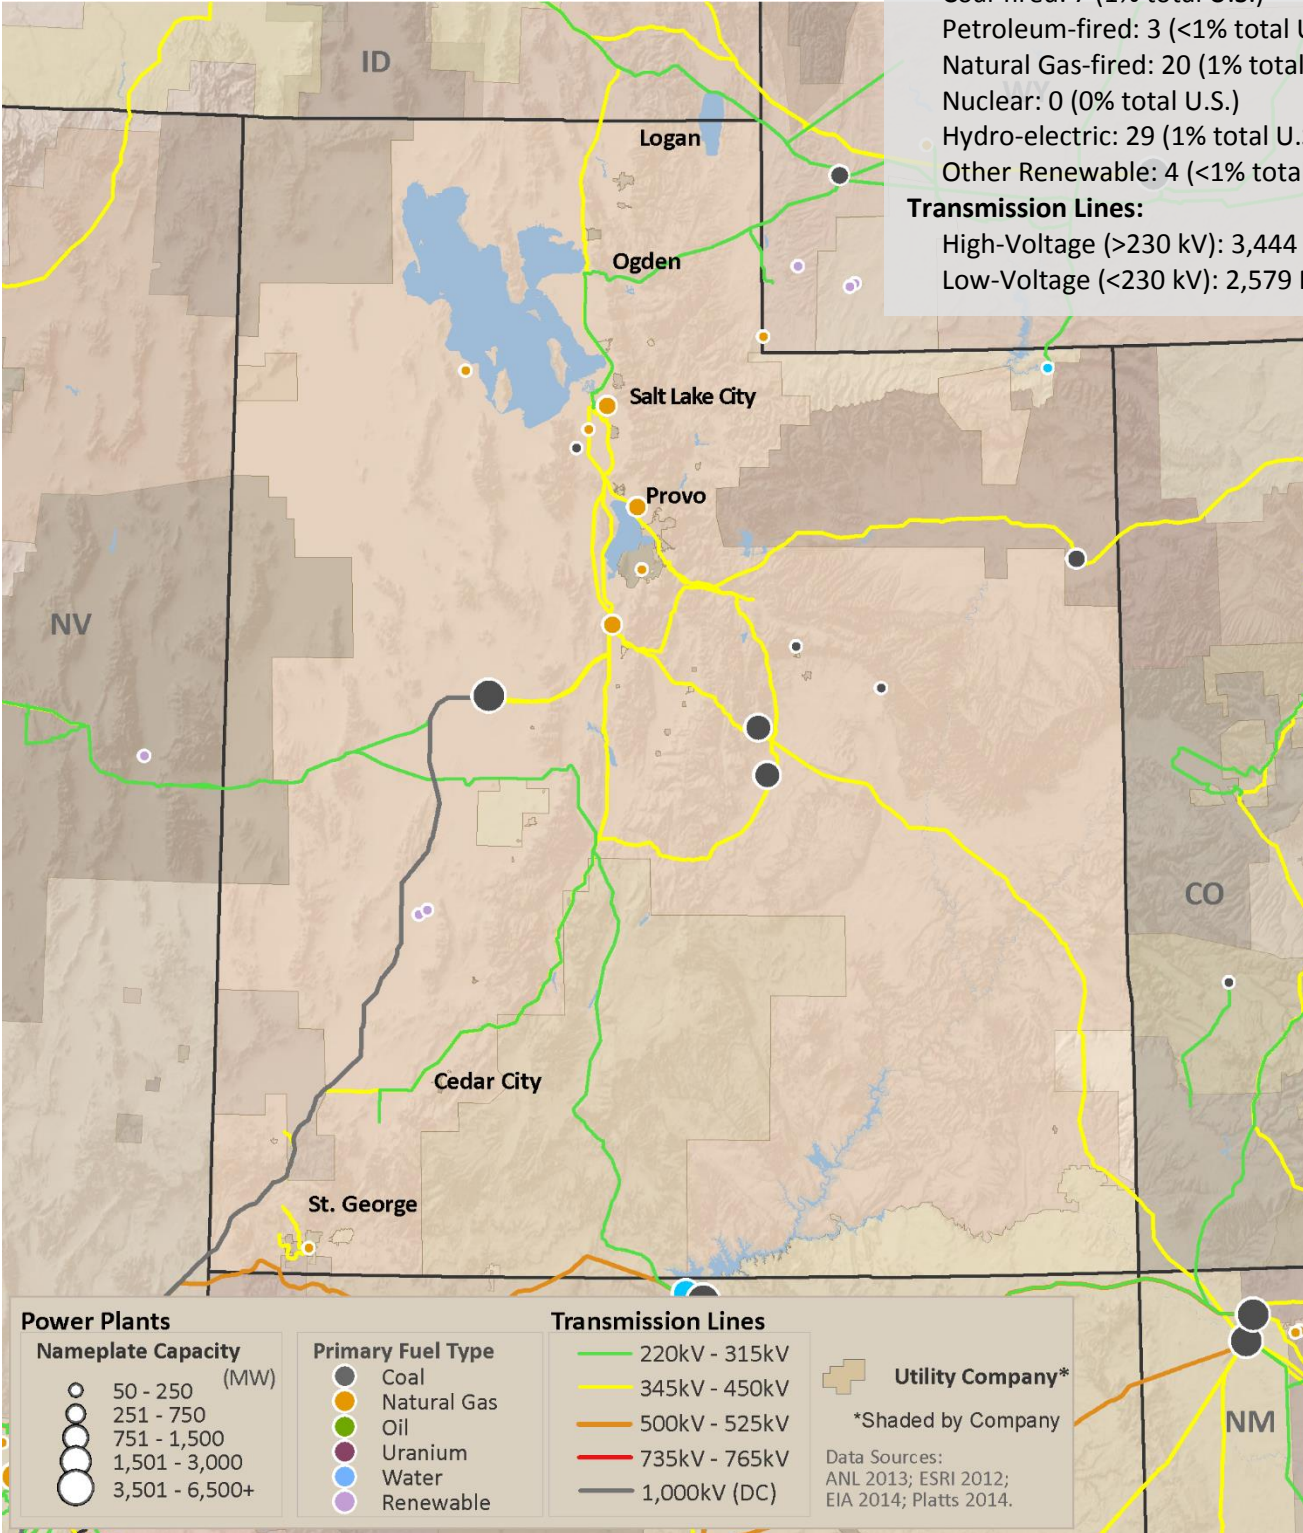 Petroleum-fired: 3 (<1% total
Natural Gas-fired: 20 (1% total
Nuclear: 0 (0% total U.S.)
Hydro-electric: 29 (1% total U.S
Other Renewable: 4 (<1% tota
Transmission Lines:
High-Voltage (>230 kV): 3,444
Low-Voltage (<230 kV): 2,579
ID
WY
Logan
Ogden
Salt Lake City
Provo
NV
CO
Cedar City
St. George
NM
Power Plants
Nameplate Capacity
(MW)
50 - 250
251 - 750
751 - 1,500
1,501 - 3,000
3,501 - 6,500+
Primary Fuel Type
Coal
Natural Gas
Oil
Uranium
Water
Renewable
Transmission Lines
220kV - 315kV
345kV - 450kV
500kV - 525kV
735kV - 765kV
1,000kV (DC)
Utility Company*
*Shaded by Company
Data Sources:
ANL 2013; ESRI 2012;
EIA 2014; Platts 2014.